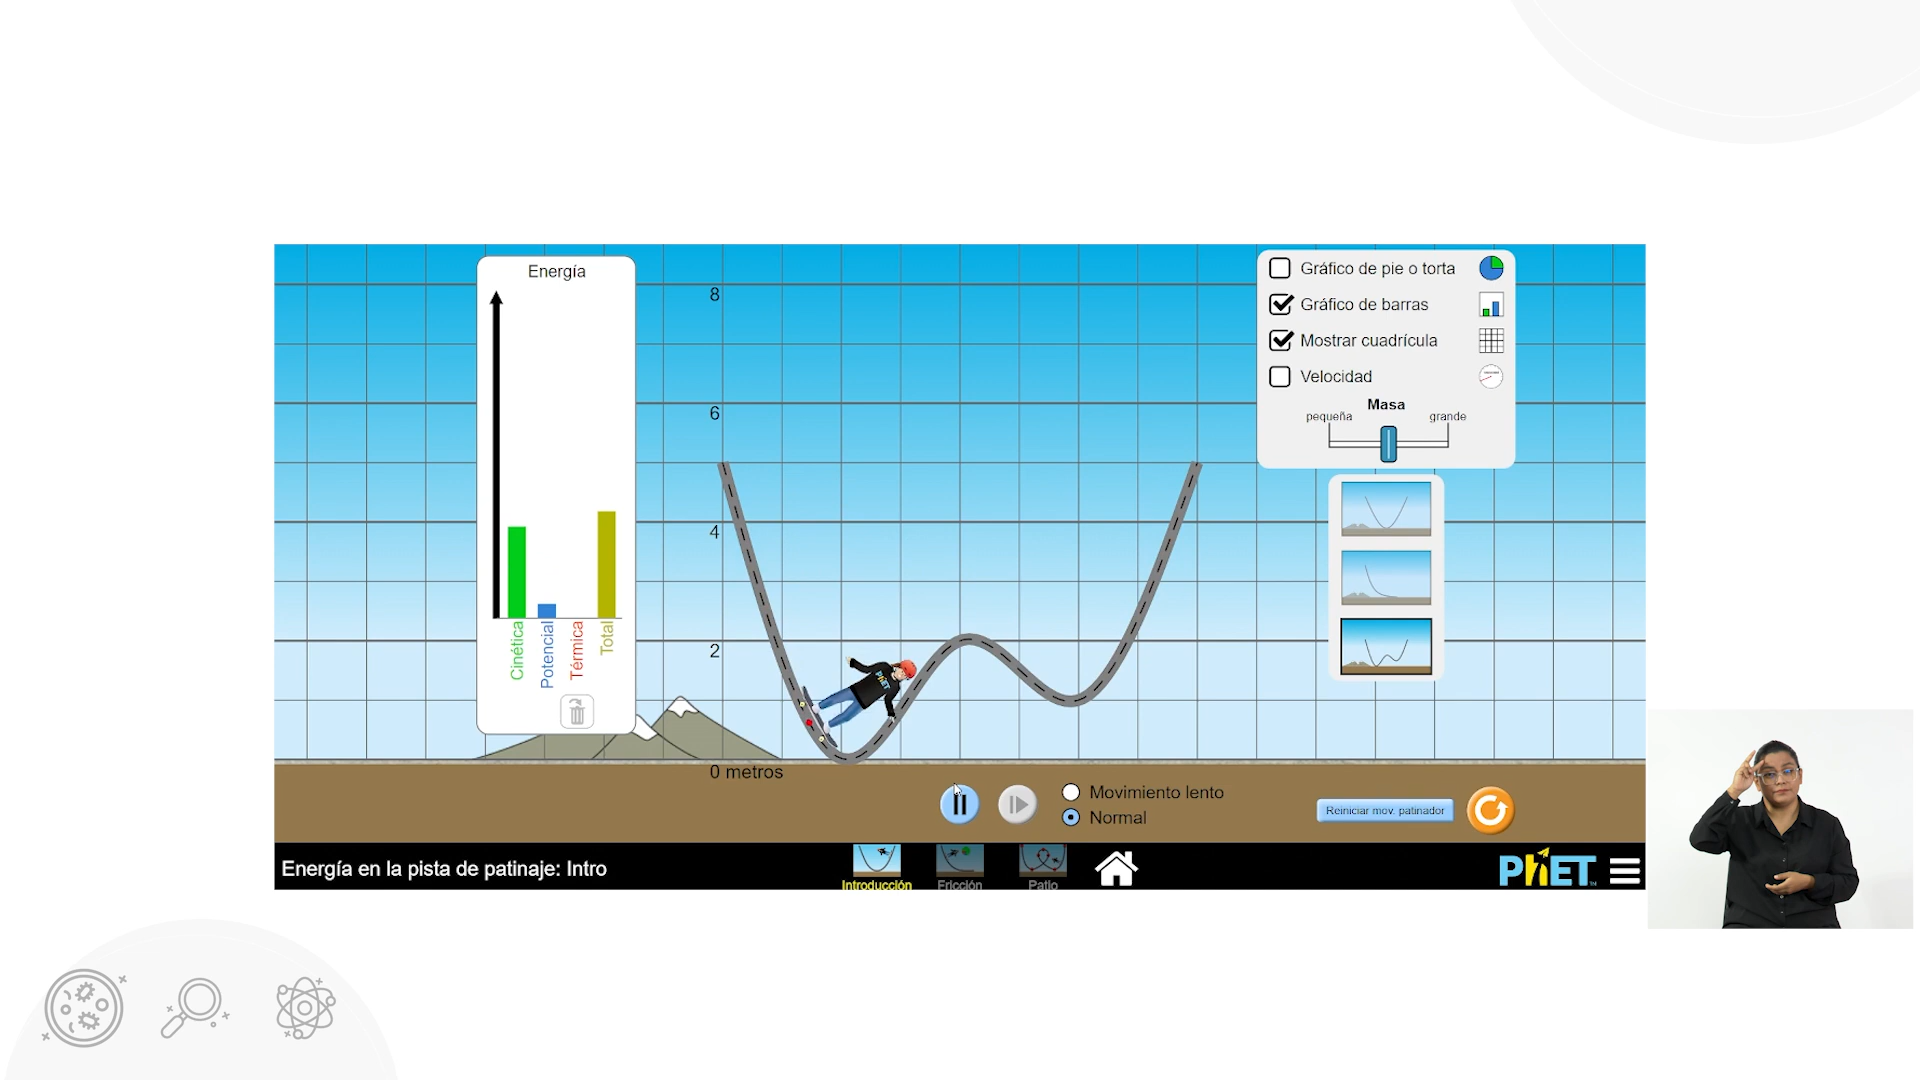 Energía
Cinética
Potencial
Térmica
Total
8
6
4
2
0 metros
Gráfico de pie o torta
Gráfico de barras
Mostrar cuadrícula
Velocidad
Masa
pequeña
grande
PhET
Movimiento lento
Normal
Reiniciar mov. patinador
Energía en la pista de patinaje: Intro
Introducción
Fricción
Patio
PhET